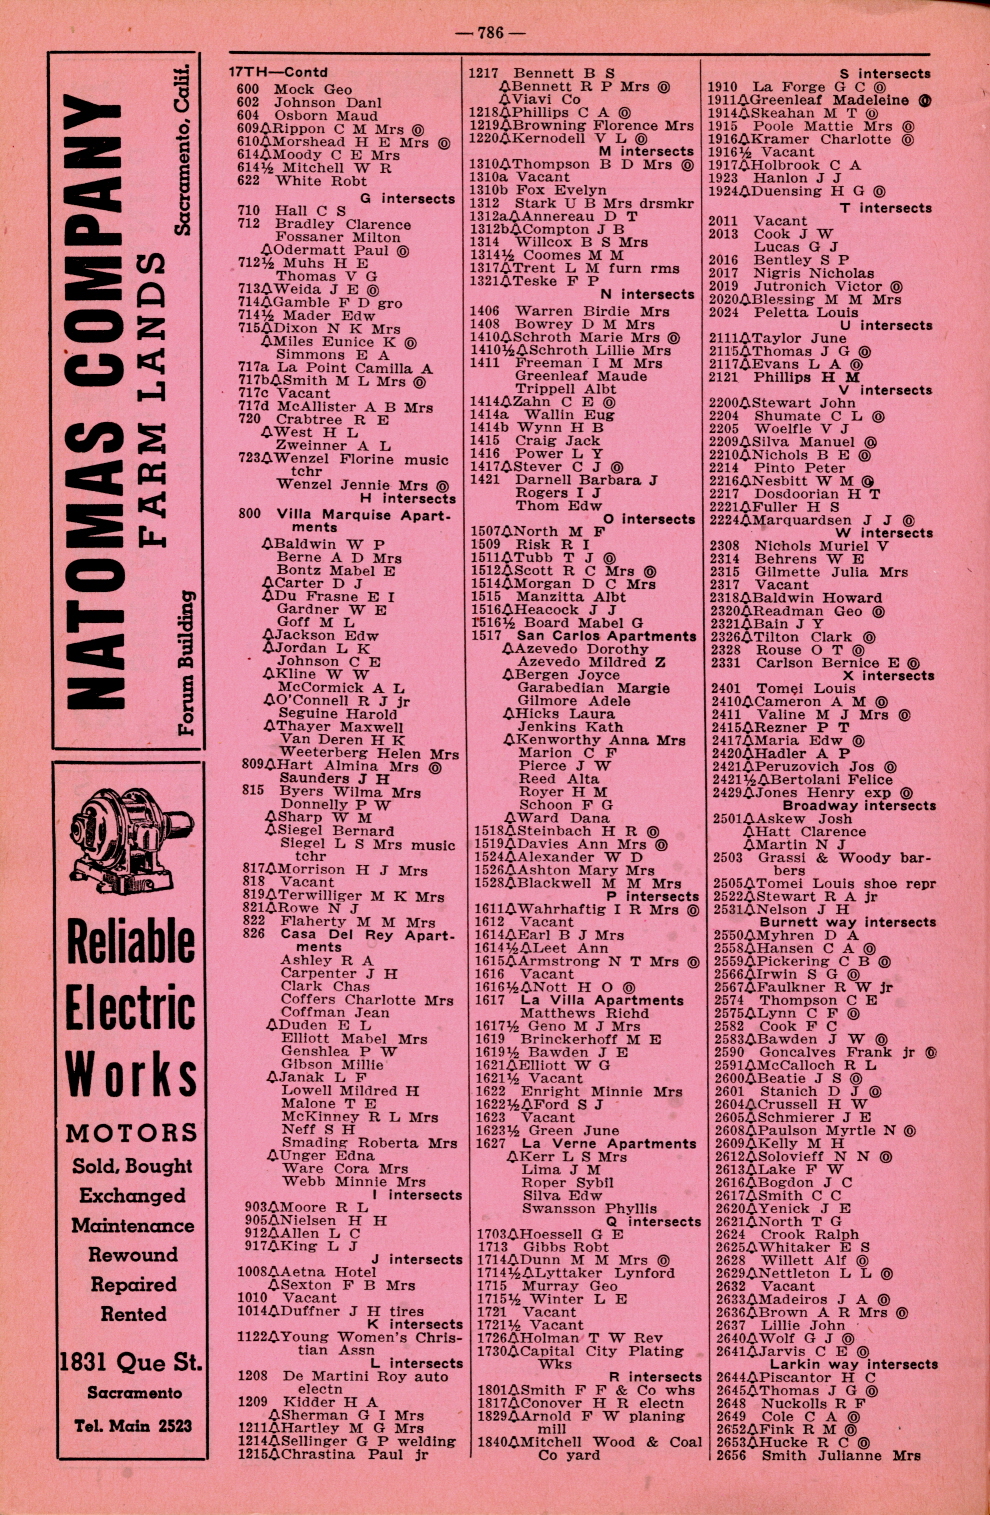 — 786 —
NATOMAS COMPANY
FARM LANDS
Forum Building
Sacramento, Calif.
Reliable
Electric
Works
MOTORS
Sold, Bought
Exchanged
Maintenance
Rewound
Repaired
Rented
1831 Que St.
Sacramento
Tel. Main 2523
17TH—Contd
600 Mock Geo
602 Johnson Danl
604 Osborn Maud
609△Rippon C M Mrs ◎
610△Morshead H E Mrs ◎
614△Moody C E Mrs
614½ Mitchell W R
622 White Robt
G intersects
710 Hall C S
712 Bradley Clarence
Fossaner Milton
△Odermatt Paul ◎
712½ Muhs H E
Thomas V G
713△Weida J E ◎
714△Gamble F D gro
714½ Mader Edw
715△Dixon N K Mrs
△Miles Eunice K ◎
Simmons E A
717a La Point Camilla A
717b△Smith M L Mrs ◎
717c Vacant
717d McAllister A B Mrs
720 Crabtree R E
△West H L
Zweinner A L
723△Wenzel Florine music
tchr
Wenzel Jennie Mrs ◎
H intersects
800 Villa Marquise Apart-
ments
△Baldwin W P
Berne A D Mrs
Bontz Mabel E
△Carter D J
△Du Frasne E I
Gardner W E
Goff M L
△Jackson Edw
△Jordan L K
Johnson C E
△Kline W W
McCormick A L
△O'Connell R J jr
Seguine Harold
△Thayer Maxwell
Van Deren H K
Weeterberg Helen Mrs
809△Hart Almina Mrs ◎
Saunders J H
815 Byers Wilma Mrs
Donnelly P W
△Sharp W M
△Siegel Bernard
Siegel L S Mrs music
tchr
817△Morrison H J Mrs
818 Vacant
819△Terwilliger M K Mrs
821△Rowe N J
822 Flaherty M M Mrs
826 Casa Del Rey Apart-
ments
Ashley R A
Carpenter J H
Clark Chas
Coffers Charlotte Mrs
Coffman Jean
△Duden E L
Elliott Mabel Mrs
Genshlea P W
Gibson Millie
△Janak L F
Lowell Mildred H
Malone T E
McKinney R L Mrs
Neff S H
Smading Roberta Mrs
△Unger Edna
Ware Cora Mrs
Webb Minnie Mrs
I intersects
903△Moore R L
905△Nielsen H H
912△Allen L C
917△King L J
J intersects
1008△Aetna Hotel
△Sexton F B Mrs
1010 Vacant
1014△Duffner J H tires
K intersects
1122△Young Women's Chris-
tian Assn
L intersects
1208 De Martini Roy auto
electn
1209 Kidder H A
△Sherman G I Mrs
1211△Hartley M G Mrs
1214△Sellinger G P welding
1215△Chrastina Paul jr
1217 Bennett B S
△Bennett R P Mrs ◎
△Viavi Co
1218△Phillips C A ◎
1219△Browning Florence Mrs
1220△Kernodell V L ◎
M intersects
1310△Thompson B D Mrs ◎
1310a Vacant
1310b Fox Evelyn
1312 Stark U B Mrs drsmkr
1312a△Annereau D T
1312b△Compton J B
1314 Willcox B S Mrs
1314½ Coomes M M
1317△Trent L M furn rms
1321△Teske F P
N intersects
1406 Warren Birdie Mrs
1408 Bowrey D M Mrs
1410△Schroth Marie Mrs ◎
1410½△Schroth Lillie Mrs
1411 Freeman I M Mrs
Greenleaf Maude
Trippell Albt
1414△Zahn C E ◎
1414a Wallin Eug
1414b Wynn H B
1415 Craig Jack
1416 Power L Y
1417△Stever C J ◎
1421 Darnell Barbara J
Rogers I J
Thom Edw
O intersects
1507△North M F
1509 Risk R I
1511△Tubb T J ◎
1512△Scott R C Mrs ◎
1514△Morgan D C Mrs
1515 Manzitta Albt
1516△Heacock J J
1516½ Board Mabel G
1517 San Carlos Apartments
△Azevedo Dorothy
Azevedo Mildred Z
△Bergen Joyce
Garabedian Margie
Gilmore Adele
△Hicks Laura
Jenkins Kath
△Kenworthy Anna Mrs
Marion C F
Pierce J W
Reed Alta
Royer H M
Schoon F G
△Ward Dana
1518△Steinbach H R ◎
1519△Davies Ann Mrs ◎
1524△Alexander W D
1526△Ashton Mary Mrs
1528△Blackwell M M Mrs
P intersects
1611△Wahrhaftig I R Mrs ◎
1612 Vacant
1614△Earl B J Mrs
1614½△Leet Ann
1615△Armstrong N T Mrs ◎
1616 Vacant
1616½△Nott H O ◎
1617 La Villa Apartments
Matthews Richd
1617½ Geno M J Mrs
1619 Brinckerhoff M E
1619½ Bawden J E
1621△Elliott W G
1621½ Vacant
1622 Enright Minnie Mrs
1622½△Ford S J
1623 Vacant
1623½ Green June
1627 La Verne Apartments
△Kerr L S Mrs
Lima J M
Roper Sybil
Silva Edw
Swansson Phyllis
Q intersects
1703△Hoessell G E
1713 Gibbs Robt
1714△Dunn M M Mrs ◎
1714½△Lyttaker Lynford
1715 Murray Geo
1715½ Winter L E
1721 Vacant
1721½ Vacant
1726△Holman T W Rev
1730△Capital City Plating
Wks
R intersects
1801△Smith F F & Co whs
1817△Conover H R electn
1829△Arnold F W planing
mill
1840△Mitchell Wood & Coal
Co yard
S intersects
1910 La Forge G C ◎
1911△Greenleaf Madeleine ◎
1914△Skeahan M T ◎
1915 Poole Mattie Mrs ◎
1916△Kramer Charlotte ◎
1916½ Vacant
1917△Holbrook C A
1923 Hanlon J J
1924△Duensing H G ◎
T intersects
2011 Vacant
2013 Cook J W
Lucas G J
2016 Bentley S P
2017 Nigris Nicholas
2019 Jutronich Victor ◎
2020△Blessing M M Mrs
2024 Peletta Louis
U intersects
2111△Taylor June
2115△Thomas J G ◎
2117△Evans L A ◎
2121 Phillips H M
V intersects
2200△Stewart John
2204 Shumate C L ◎
2205 Woelfle V J
2209△Silva Manuel ◎
2210△Nichols B E ◎
2214 Pinto Peter
2216△Nesbitt W M ◎
2217 Dosdoorian H T
2221△Fuller H S
2224△Marquardsen J J ◎
W intersects
2308 Nichols Muriel V
2314 Behrens W E
2315 Gilmette Julia Mrs
2317 Vacant
2318△Baldwin Howard
2320△Readman Geo ◎
2321△Bain J Y
2326△Tilton Clark ◎
2328 Rouse O T ◎
2331 Carlson Bernice E ◎
X intersects
2401 Tomei Louis
2410△Cameron A M ◎
2411 Valine M J Mrs ◎
2415△Rezner P T
2417△Maria Edw ◎
2420△Hadler A P
2421△Peruzovich Jos ◎
2421½△Bertolani Felice
2429△Jones Henry exp ◎
Broadway intersects
2501△Askew Josh
△Hatt Clarence
△Martin N J
2503 Grassi & Woody bar-
bers
2505△Tomei Louis shoe repr
2522△Stewart R A jr
2531△Nelson J H
Burnett way intersects
2550△Myhren D A
2558△Hansen C A ◎
2559△Pickering C B ◎
2566△Irwin S G ◎
2567△Faulkner R W jr
2574 Thompson C E
2575△Lynn C F ◎
2582 Cook F C
2583△Bawden J W ◎
2590 Goncalves Frank jr ◎
2591△McCalloch R L
2600△Beatie J S ◎
2601 Stanich D J ◎
2604△Crussell H W
2605△Schmierer J E
2608△Paulson Myrtle N ◎
2609△Kelly M H
2612△Solovieff N N ◎
2613△Lake F W
2616△Bogdon J C
2617△Smith C C
2620△Yenick J E
2621△North T G
2624 Crook Ralph
2625△Whitaker E S
2628 Willett Alf ◎
2629△Nettleton L L ◎
2632 Vacant
2633△Madeiros J A ◎
2636△Brown A R Mrs ◎
2637 Lillie John
2640△Wolf G J ◎
2641△Jarvis C E ◎
Larkin way intersects
2644△Piscantor H C
2645△Thomas J G ◎
2648 Nuckolls R F
2649 Cole C A ◎
2652△Fink R M ◎
2653△Hucke R C ◎
2656 Smith Julianne Mrs